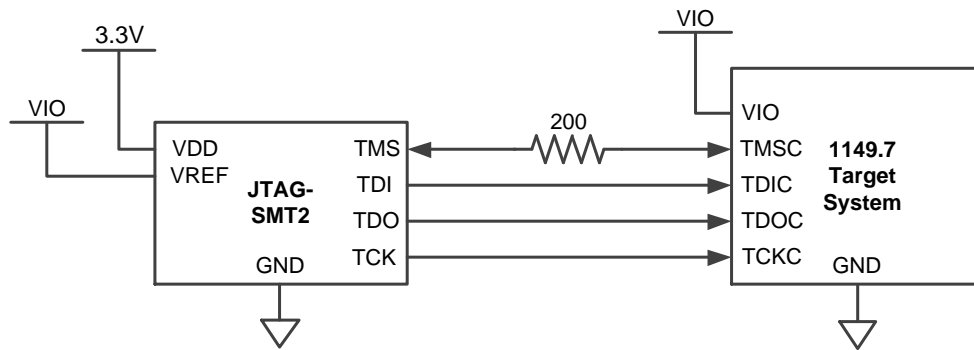 3.3V
VIO
VIO
VDD
VREF
JTAG-
SMT2
GND
TMS
TDI
TDO
TCK
200
VIO
TMSC
TDIC
TDOC
TCKC
1149.7
Target
System
GND